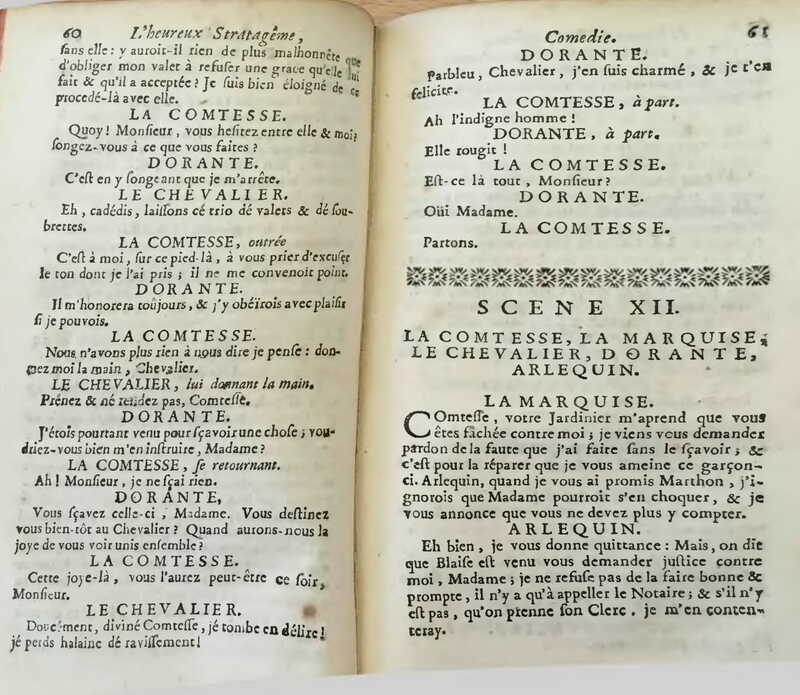 60 L'heureux Stratagême,
sans elle : y auroit-il rien de plus malhonnête que
d'obliger mon valet à refuser une grace qu'elle lui
fait & qu'il a acceptée ? Je suis bien éloigné de ce
procedé-là avec elle.
LA COMTESSE.
Quoy ! Monsieur, vous hesitez entre elle & moi ?
songez-vous à ce que vous faites ?
DORANTE.
C'est en y songeant que je m'arrête.
LE CHEVALIER.
Eh, cadédis, laissons cé trio dé valets & dé sou-
brettes.
LA COMTESSE, outrée
C'est à moi, sur ce pied-là, à vous prier d'excuser
le ton dont je l'ai pris ; il ne me convenoit point.
DORANTE.
Il m'honorera toûjours, & j'y obéïrois avec plaisir
si je pouvois.
LA COMTESSE.
Nous n'avons plus rien à nous dire je pense : don-
nez moi la main, Chevalier.
LE CHEVALIER, lui donnant la main.
Prénez & né rendez pas, Comtesse.
DORANTE.
J'étois pourtant venu pour sçavoir une chose ; vou-
driez-vous bien m'en instruire, Madame ?
LA COMTESSE, se retournant.
Ah ! Monsieur, je ne sçai rien.
DORANTE,
Vous sçavez celle-ci, Madame. Vous destinez
vous bien-tôt au Chevalier ? Quand aurons-nous la
joye de vous voir unis ensemble ?
LA COMTESSE.
Cette joye-là, vous l'aurez peut-être ce soir,
Monsieur.
LE CHEVALIER.
Doucément, diviné Comtesse, jé tombe en délire !
jé perds halaine dé ravissement !
Comedie. 61
DORANTE.
Parbleu, Chevalier, j'en suis charmé, & je t'en
felicite.
LA COMTESSE, à part.
Ah l'indigne homme !
DORANTE, à part.
Elle rougit !
LA COMTESSE.
Est-ce là tout, Monsieur ?
DORANTE.
Oüi Madame.
LA COMTESSE.
Partons.
SCENE XII.
LA COMTESSE, LA MARQUISE,
LE CHEVALIER, DORANTE,
ARLEQUIN.
LA MARQUISE.
COmtesse, votre Jardinier m'aprend que vous
êtes fâchée contre moi ; je viens vous demander
pardon de la faute que j'ai faire sans le sçavoir ; &
c'est pour la réparer que je vous ameine ce garçon-
ci. Arlequin, quand je vous ai promis Marthon, j'i-
gnorois que Madame pourroit s'en choquer, & je
vous annonce que vous ne devez plus y compter.
ARLEQUIN.
Eh bien, je vous donne quittance : Mais, on dit
que Blaise est venu vous demander justice contre
moi, Madame ; je ne refuse pas de la faire bonne &
prompte, il n'y a qu'à appeller le Notaire ; & s'il n'y
est pas, qu'on prenne son Clerc, je m'en conten-
teray.